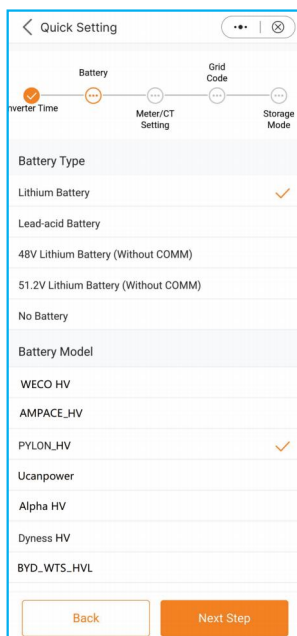 Quick Setting
Battery
Grid
Code
nverter Time
Meter/CT
Setting
Storage
Mode
Battery Type
Lithium Battery
Lead-acid Battery
48V Lithium Battery (Without COMM)
51.2V Lithium Battery (Without COMM)
No Battery
Battery Model
WECO HV
AMPACE_HV
PYLON_HV
Ucanpower
Alpha HV
Dyness HV
BYD_WTS_HVL
Back
Next Step